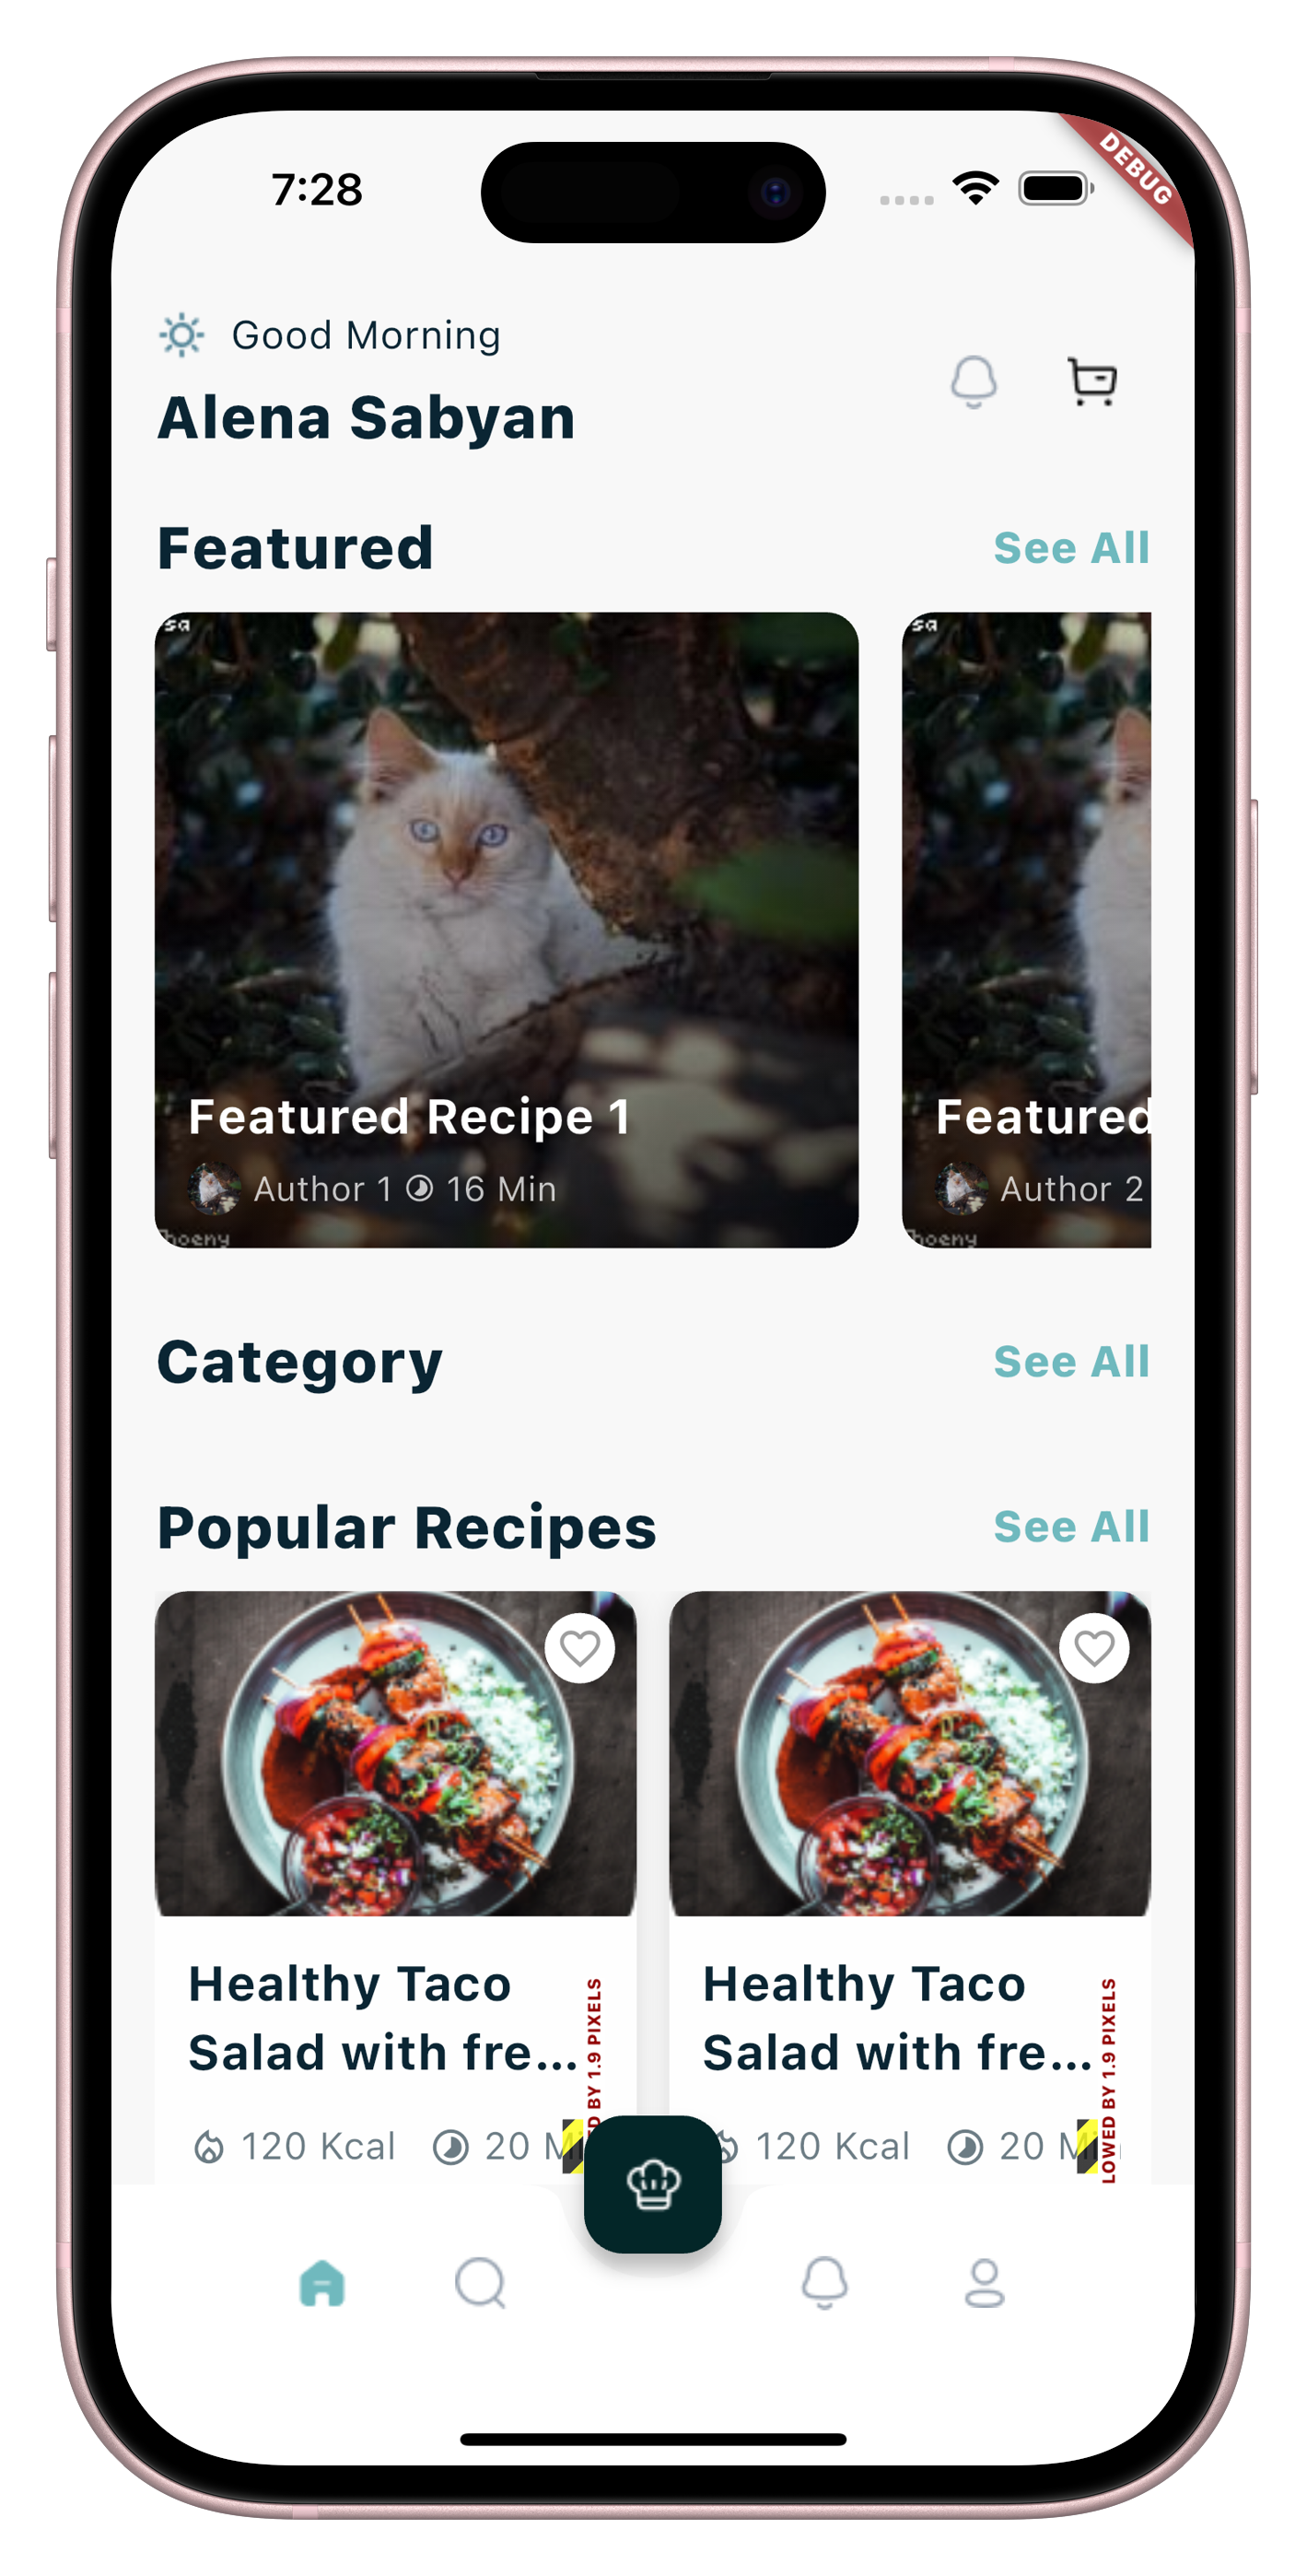 7:28
DEBUG
Good Morning
Alena Sabyan
Featured
See All
sa
sa
Featured Recipe 1
Featured
Author 1
16 Min
Author 2
hoeny
hoeny
Category
See All
Popular Recipes
See All
Healthy Taco
Salad with fre...
120 Kcal
20 Mi
D BY 1.9 PIXELS
Healthy Taco
Salad with fre...
120 Kcal
20 Mi
LOWED BY 1.9 PIXELS